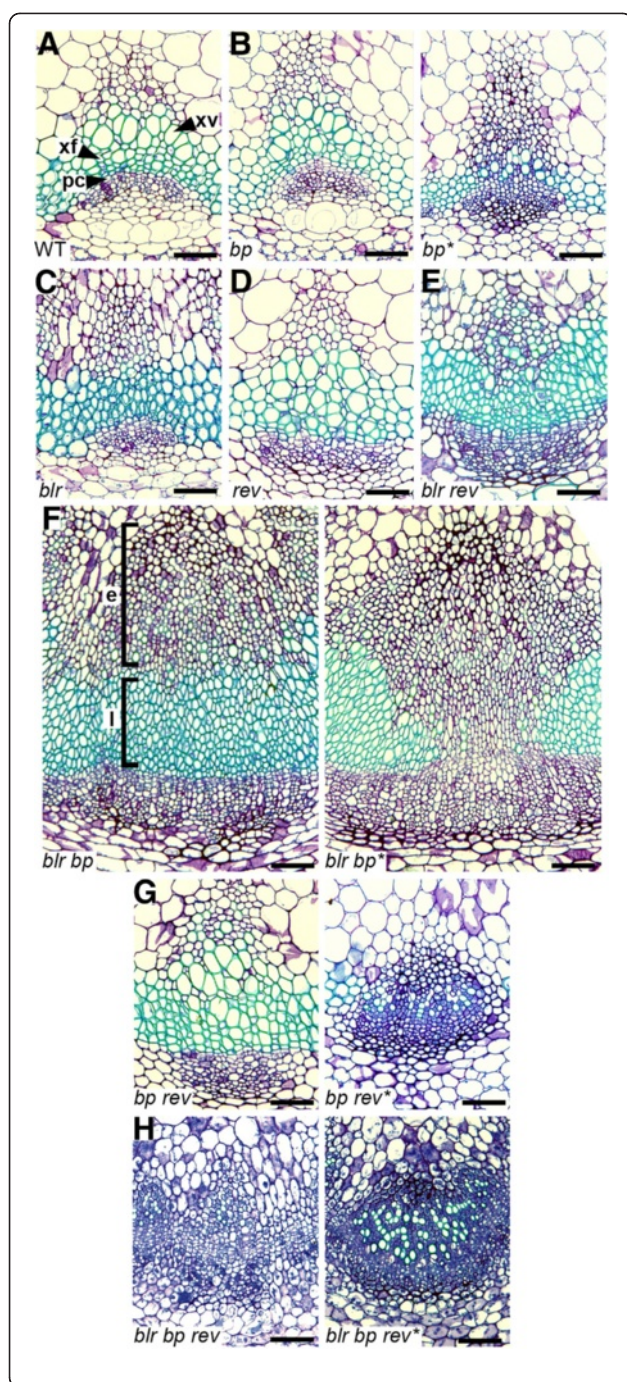 A
xv
xf
pc
WT
B
bp
bp*
C
blr
D
rev
E
blr rev
F
e
l
blr bp
blr bp*
G
bp rev
bp rev*
H
blr bp rev
blr bp rev*